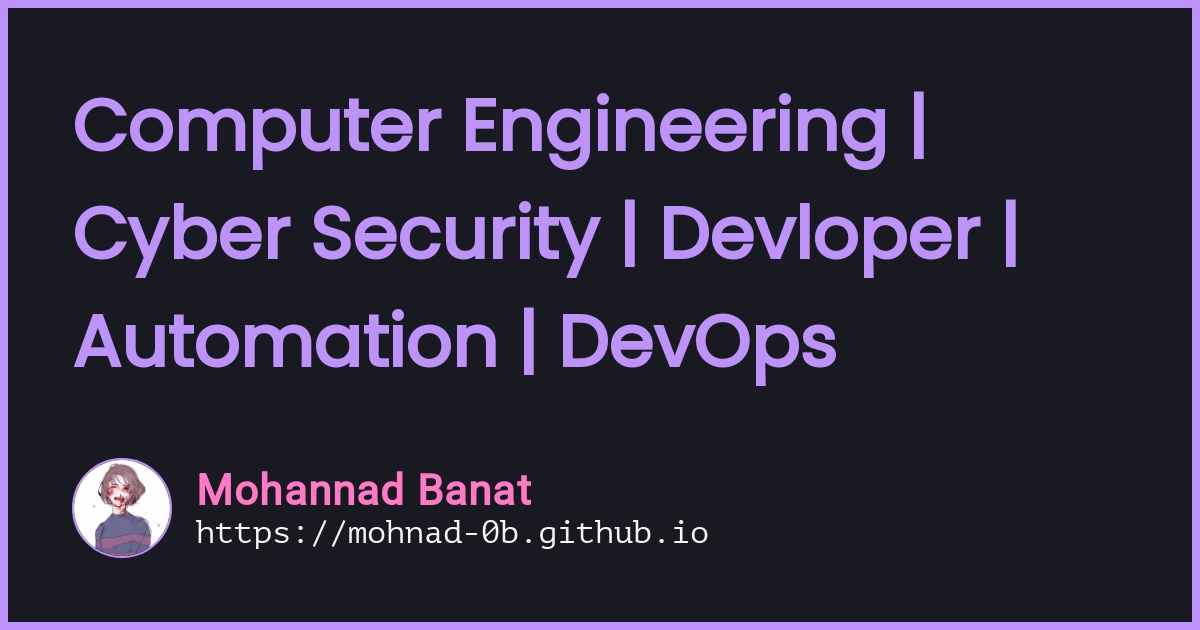 Computer Engineering |
Cyber Security | Devloper |
Automation | DevOps
Mohannad Banat
https://mohnad-0b.github.io